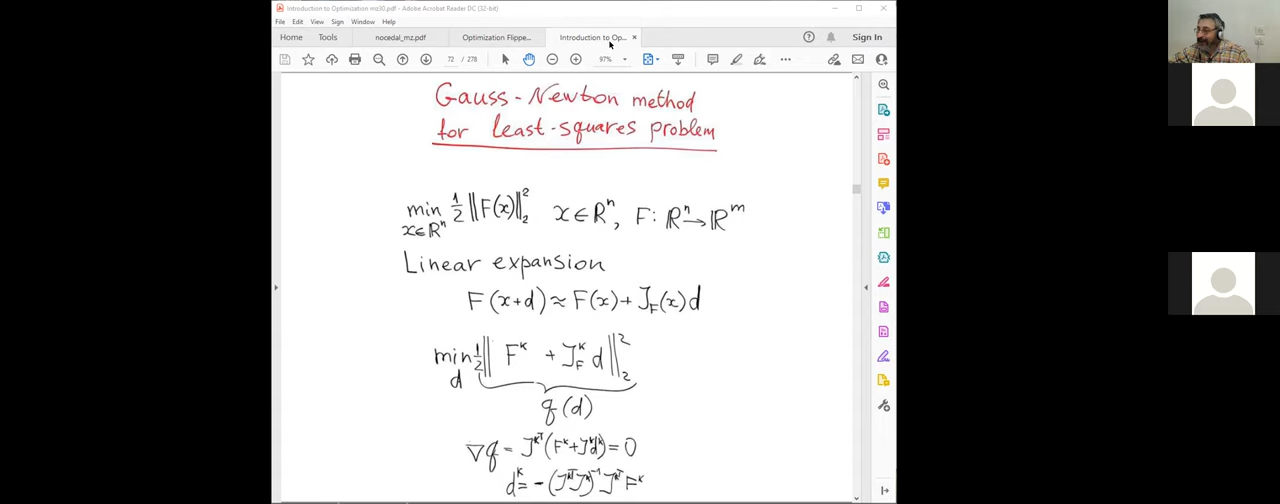 Introduction to Optimization mz30.pdf - Adobe Acrobat Reader DC (32-bit)
File Edit View Sign Window Help
Home Tools nocedal_mz.pdf Optimization Flippe... Introduction to Op... × Sign In
72 / 278 97%
Gauss-Newton method
for least-squares problem
min ½‖F(x)‖₂² x∈ℝⁿ, F: ℝⁿ→ℝᵐ
x∈ℝⁿ
Linear expansion
F(x+d) ≈ F(x) + J_F(x)d
min ½‖Fᵏ + J_Fᵏ d‖₂²
d
q(d)
∇q = Jᵏᵀ(Fᵏ+Jᵏdᵏ) = 0
dᵏ = -(JᵏᵀJᵏ)⁻¹JᵏᵀFᵏ